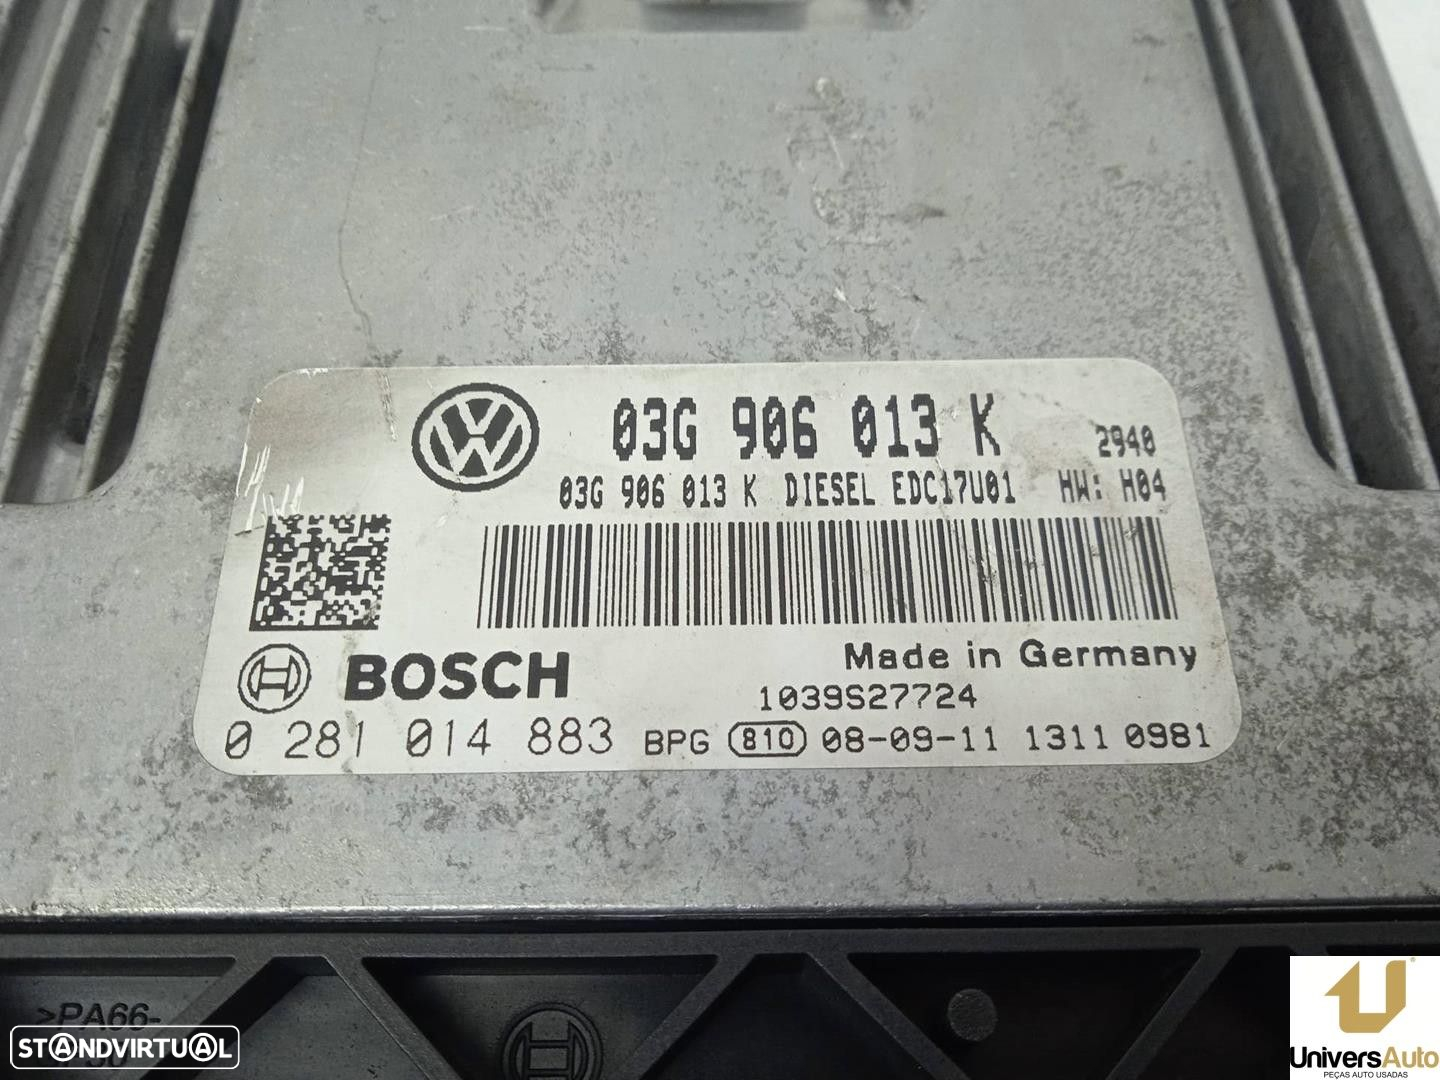 03G 906 013 K
2940
03G 906 013 K DIESEL EDC17U01 HW: H04
Made in Germany
BOSCH
1039S27724
0 281 014 883 BPG 810 08-09-11 1311 0981
>PA66-
STANDVIRTUAL
UniversAuto
PEÇAS AUTO USADAS